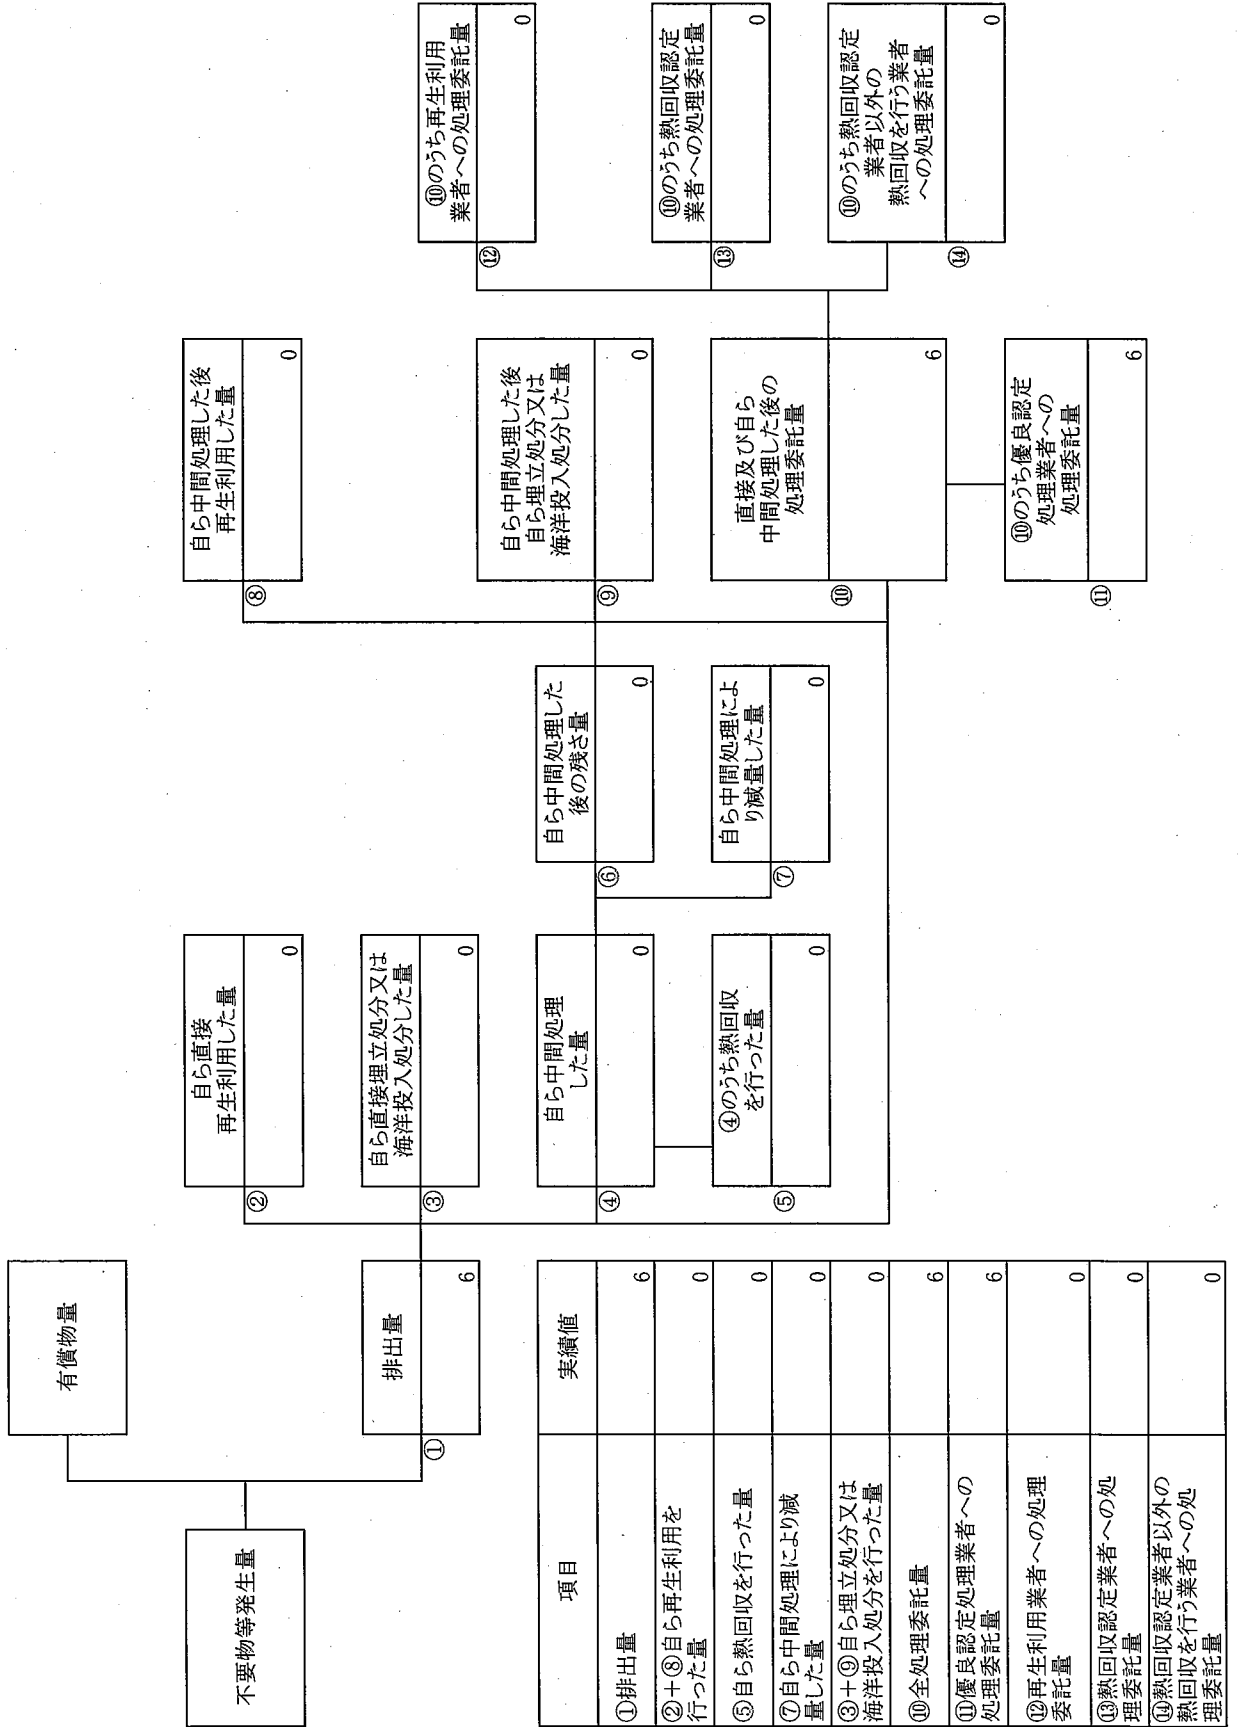 不要物等発生量
有償物量
①
排出量
6
②
自ら直接
再生利用した量
0
③
自ら直接埋立処分又は
海洋投入処分した量
0
④
自ら中間処理
した量
0
⑤
④のうち熱回収
を行った量
0
⑥
自ら中間処理した
後の残さ量
0
⑦
自ら中間処理によ
り減量した量
0
⑧
自ら中間処理した後
再生利用した量
0
⑨
自ら中間処理した後
自ら埋立処分又は
海洋投入処分した量
0
⑩
直接及び自ら
中間処理した後の
処理委託量
6
⑪
⑩のうち優良認定
処理業者への
処理委託量
6
⑫
⑩のうち再生利用
業者への処理委託量
0
⑬
⑩のうち熱回収認定
業者への処理委託量
0
⑭
⑩のうち熱回収認定
業者以外の
熱回収を行う業者
への処理委託量
0
項目 実績値
①排出量 6
②+⑧自ら再生利用を
行った量 0
⑤自ら熱回収を行った量 0
⑦自ら中間処理により減
量した量 0
③+⑨自ら埋立処分又は
海洋投入処分を行った量 0
⑩全処理委託量 6
⑪優良認定処理業者への
処理委託量 6
⑫再生利用業者への処理
委託量 0
⑬熱回収認定業者への処
理委託量 0
⑭熱回収認定業者以外の
熱回収を行う業者への処
理委託量 0